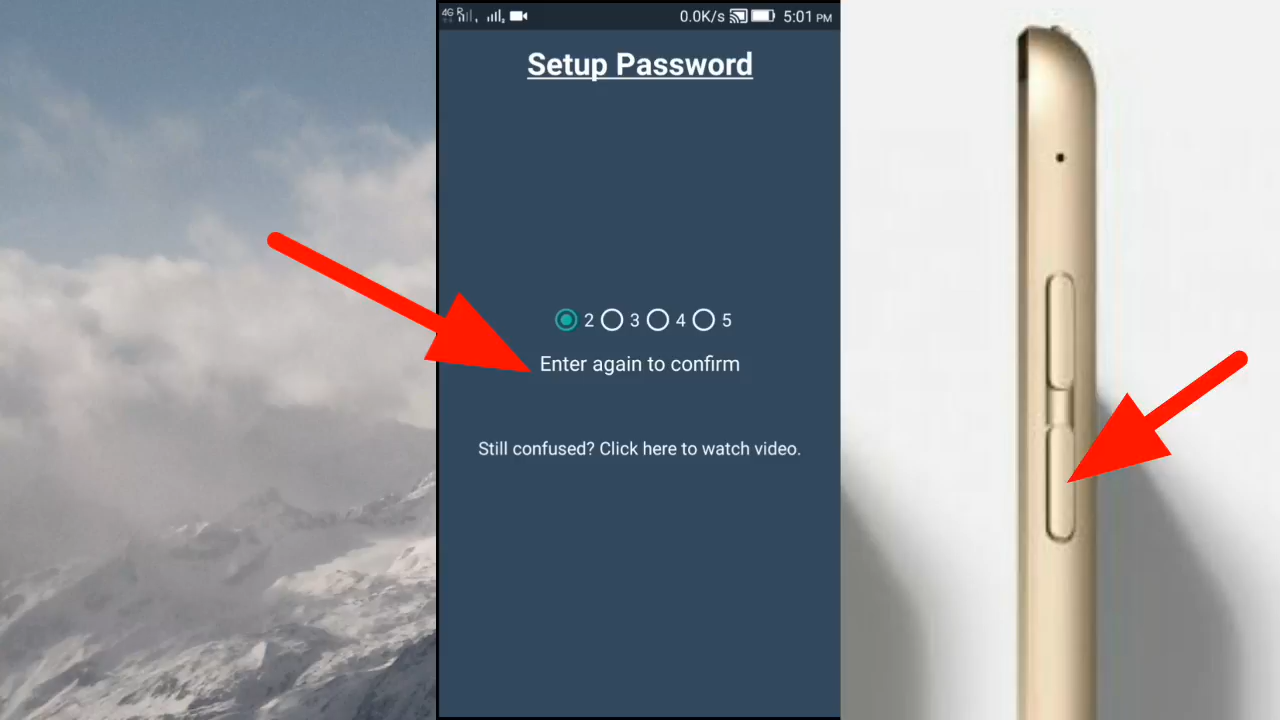 4G R 0.0K/s 5:01 PM
Setup Password
2 3 4 5
Enter again to confirm
Still confused? Click here to watch video.